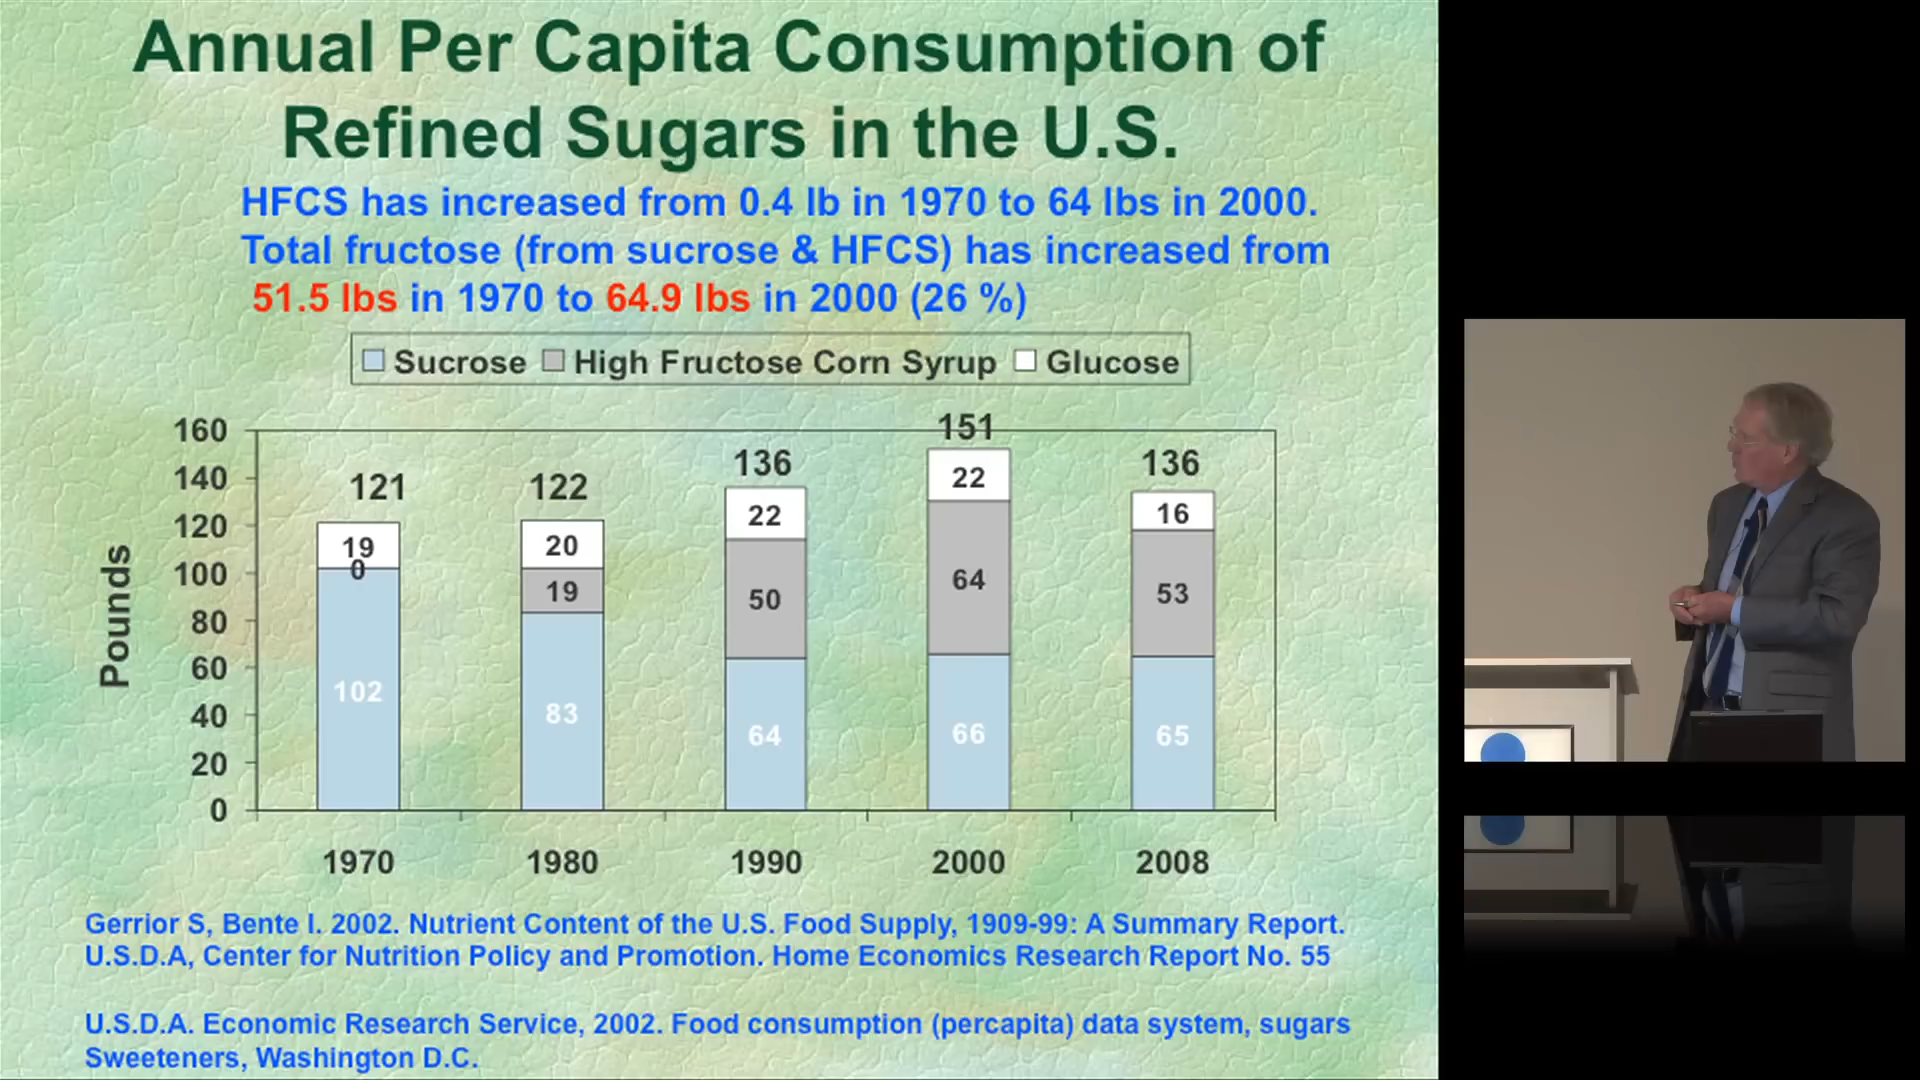 Annual Per Capita Consumption of
Refined Sugars in the U.S.
HFCS has increased from 0.4 lb in 1970 to 64 lbs in 2000.
Total fructose (from sucrose & HFCS) has increased from
51.5 lbs in 1970 to 64.9 lbs in 2000 (26 %)
Sucrose High Fructose Corn Syrup Glucose
160
140
120
100
80
60
40
20
0
Pounds
121
19
0
102
122
20
19
83
136
22
50
64
151
22
64
66
136
16
53
65
1970 1980 1990 2000 2008
Gerrior S, Bente I. 2002. Nutrient Content of the U.S. Food Supply, 1909-99: A Summary Report.
U.S.D.A, Center for Nutrition Policy and Promotion. Home Economics Research Report No. 55
U.S.D.A. Economic Research Service, 2002. Food consumption (percapita) data system, sugars
Sweeteners, Washington D.C.